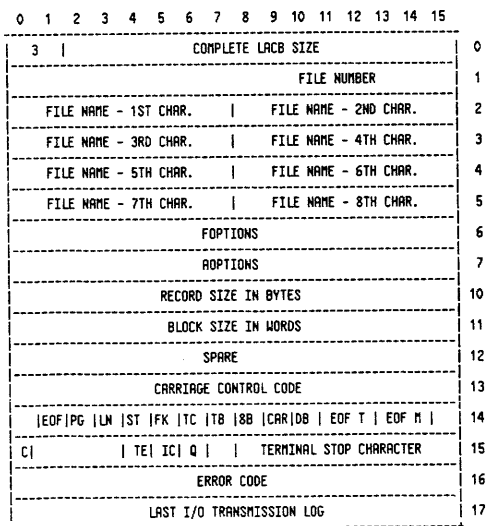 0 1 2 3 4 5 6 7 8 9 10 11 12 13 14 15
3 | COMPLETE LACB SIZE | 0
FILE NUMBER | 1
FILE NAME - 1ST CHAR. | FILE NAME - 2ND CHAR. | 2
FILE NAME - 3RD CHAR. | FILE NAME - 4TH CHAR. | 3
FILE NAME - 5TH CHAR. | FILE NAME - 6TH CHAR. | 4
FILE NAME - 7TH CHAR. | FILE NAME - 8TH CHAR. | 5
FOPTIONS | 6
AOPTIONS | 7
RECORD SIZE IN BYTES | 10
BLOCK SIZE IN WORDS | 11
SPARE | 12
CARRIAGE CONTROL CODE | 13
|EOF|PG |LN |ST |FK |TC |TB |8B |CAR|DB | EOF T | EOF M | | 14
C| | TE| IC| Q | | TERMINAL STOP CHARACTER | 15
ERROR CODE | 16
LAST I/O TRANSMISSION LOG | 17